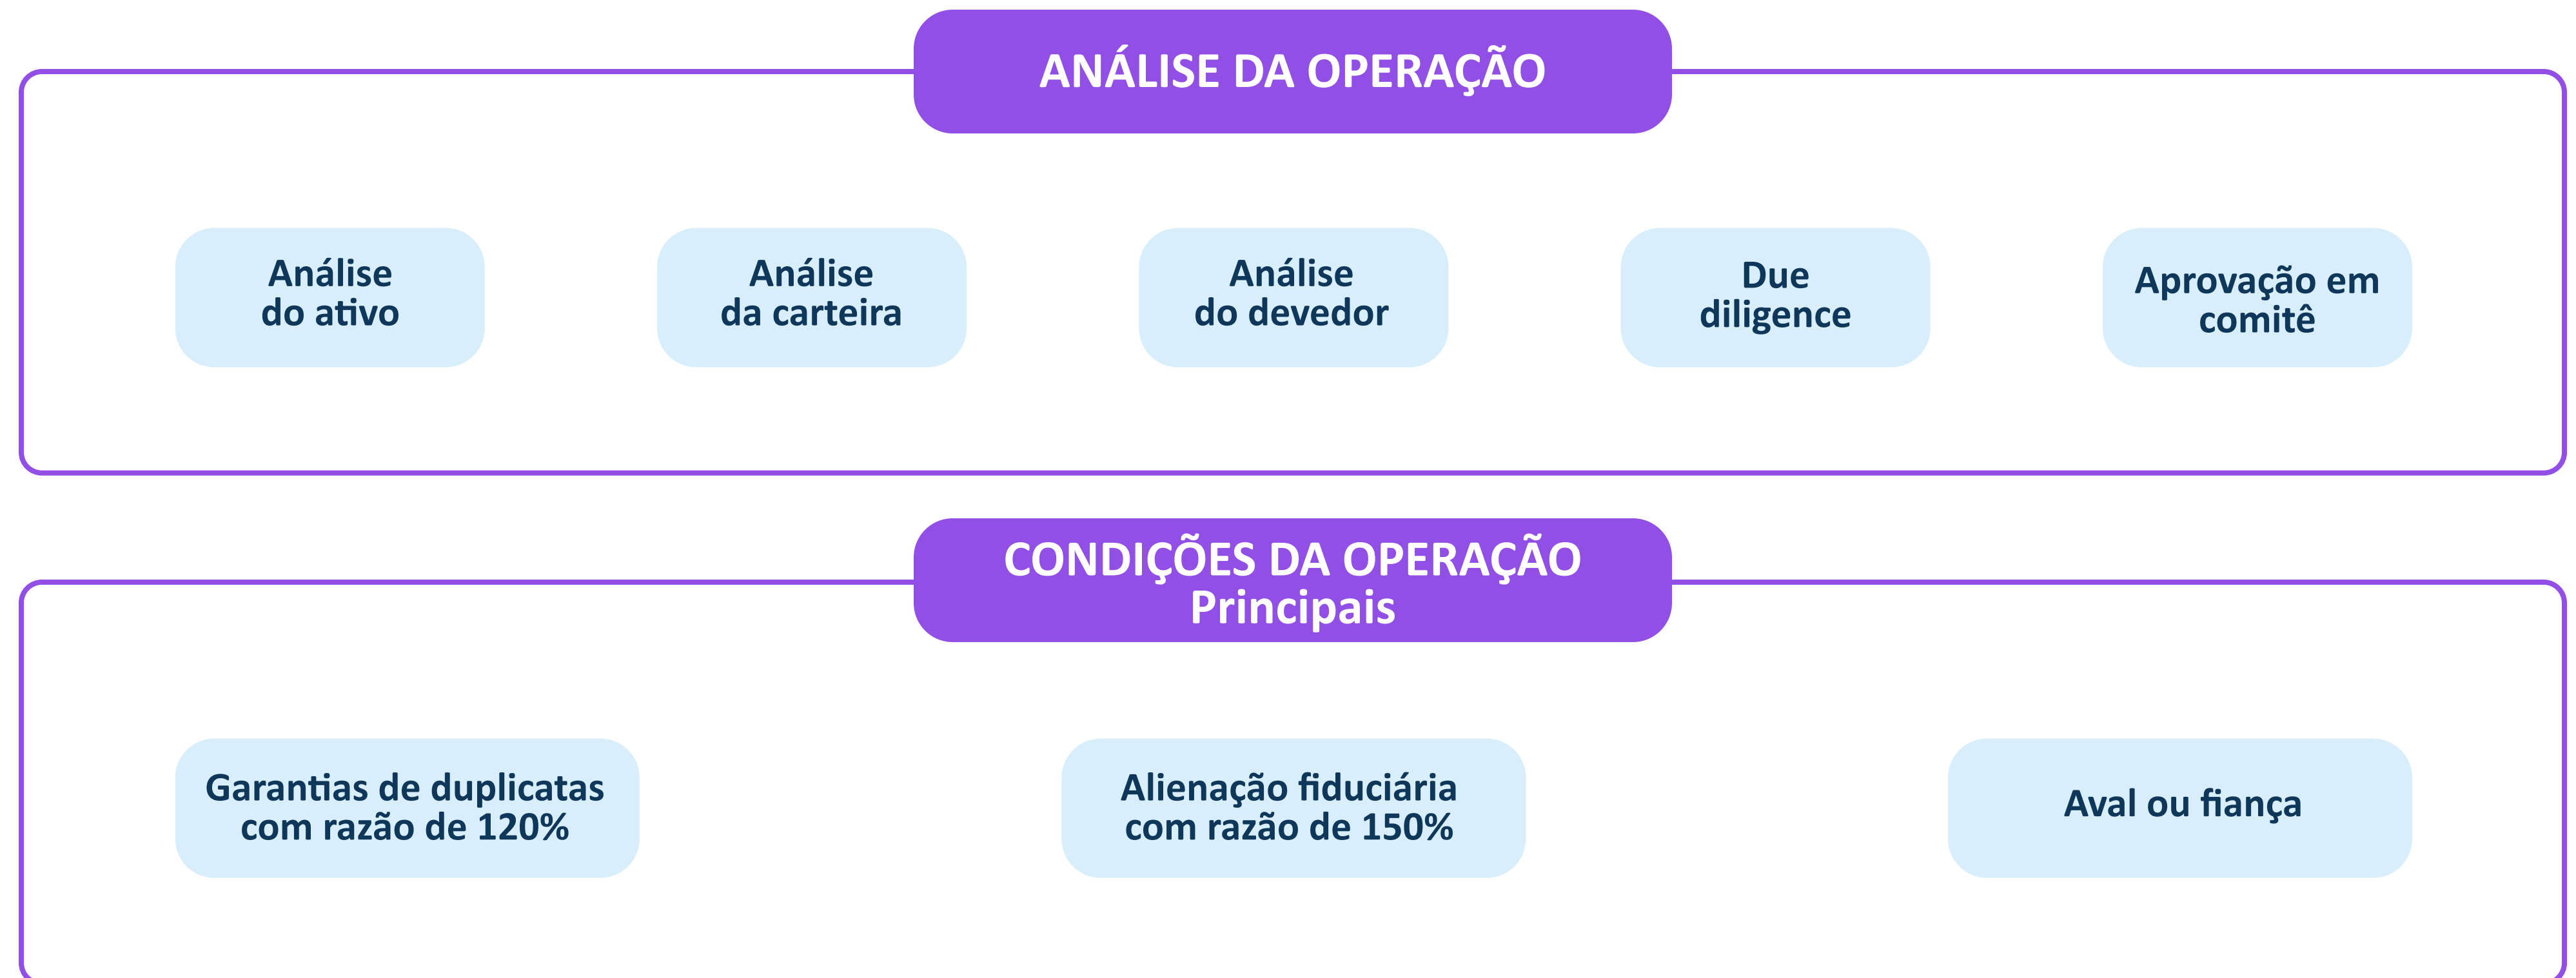 ANÁLISE DA OPERAÇÃO
Análise
do ativo
Análise
da carteira
Análise
do devedor
Due
diligence
Aprovação em
comitê
CONDIÇÕES DA OPERAÇÃO
Principais
Garantias de duplicatas
com razão de 120%
Alienação fiduciária
com razão de 150%
Aval ou fiança